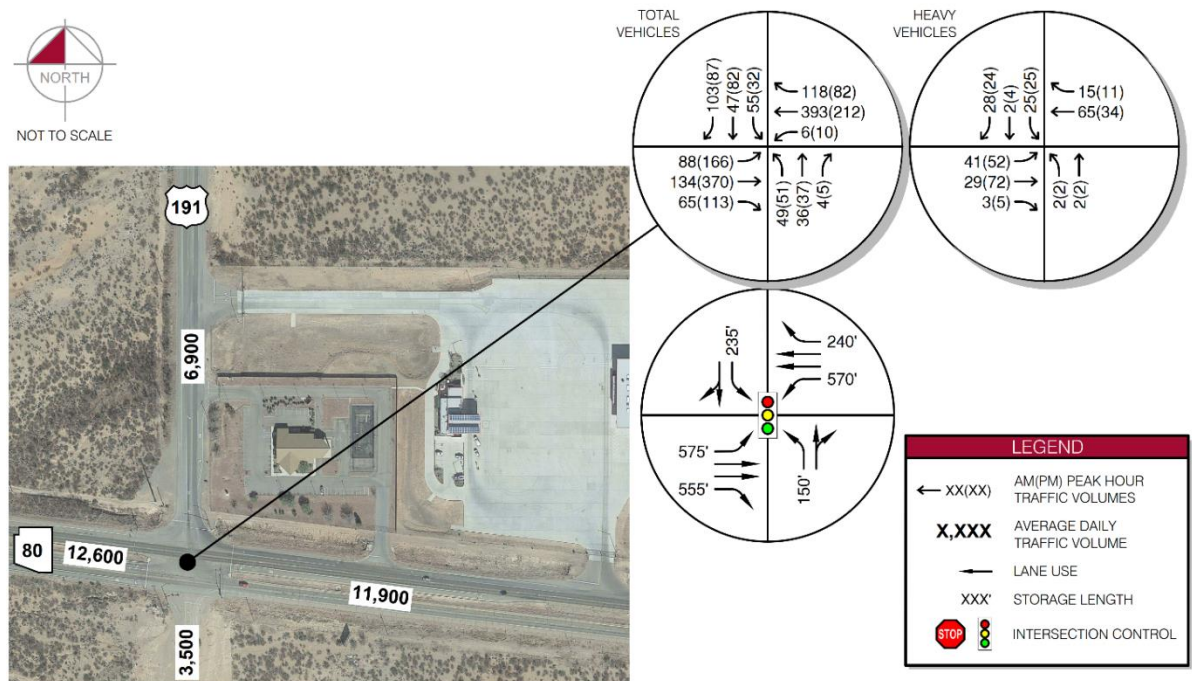 NORTH
NOT TO SCALE
TOTAL
VEHICLES
103(87)
47(82)
55(32)
118(82)
393(212)
6(10)
88(166)
134(370)
65(113)
49(51)
36(37)
4(5)
HEAVY
VEHICLES
28(24)
2(4)
25(25)
15(11)
65(34)
41(52)
29(72)
3(5)
2(2)
2(2)
191
6,900
80
12,600
11,900
3,500
235'
240'
570'
575'
555'
150'
LEGEND
XX(XX)
AM(PM) PEAK HOUR
TRAFFIC VOLUMES
X,XXX
AVERAGE DAILY
TRAFFIC VOLUME
LANE USE
XXX'
STORAGE LENGTH
STOP
INTERSECTION CONTROL